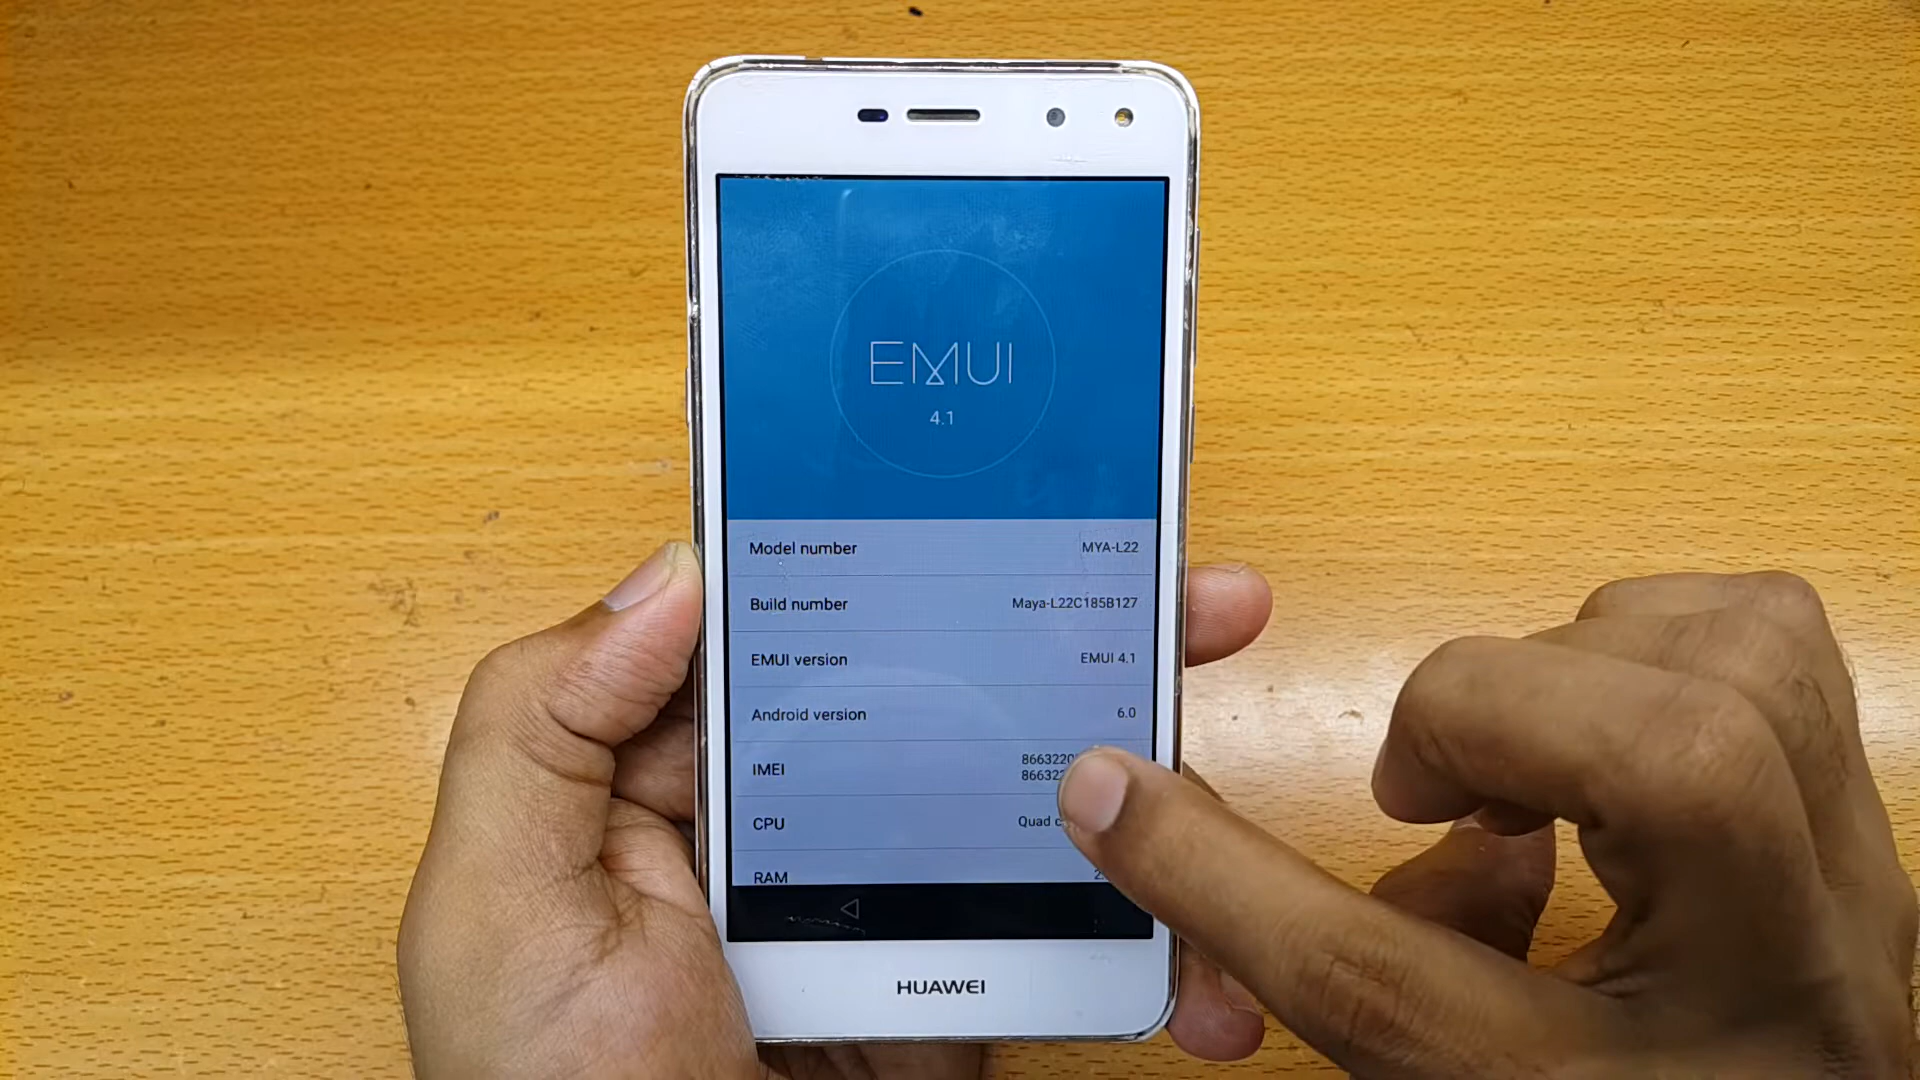 EMUI
4.1
Model number MYA-L22
Build number Maya-L22C185B127
EMUI version EMUI 4.1
Android version 6.0
IMEI
CPU Quad
RAM
HUAWEI